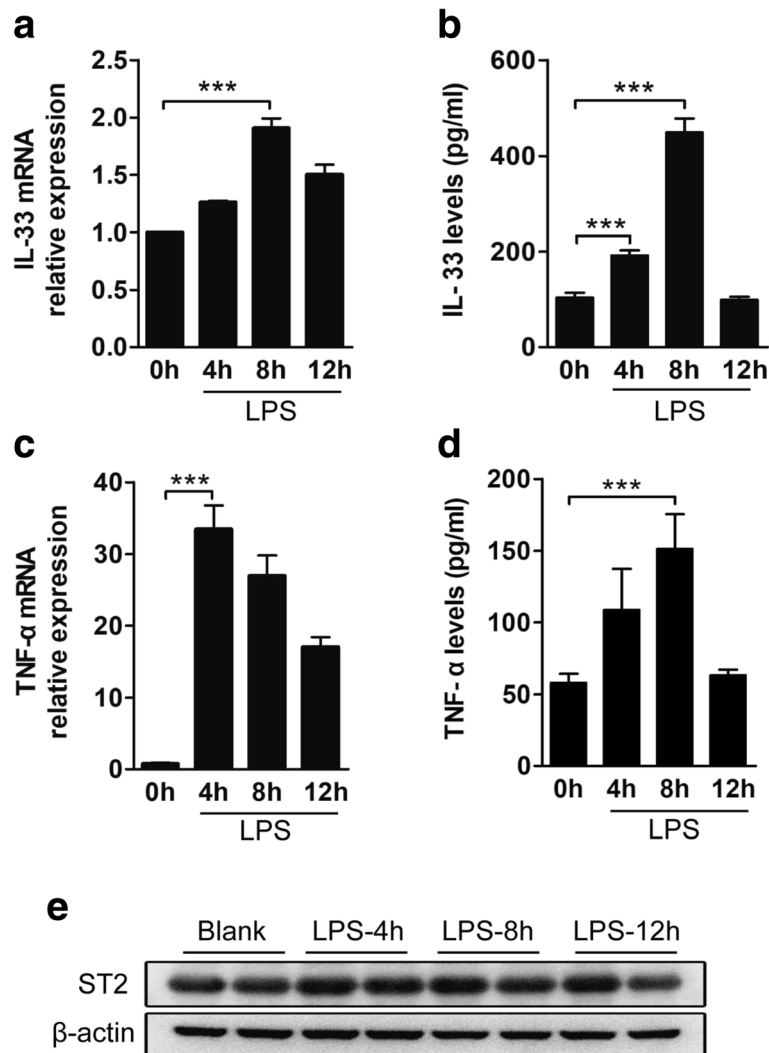 a
IL-33 mRNA
relative expression
2.5
2.0
1.5
1.0
0.5
0.0
***
0h 4h 8h 12h
LPS
b
IL- 33 levels (pg/ml)
600
400
200
0
***
***
0h 4h 8h 12h
LPS
c
TNF-α mRNA
relative expression
40
30
20
10
0
***
0h 4h 8h 12h
LPS
d
TNF- α levels (pg/ml)
200
150
100
50
0
***
0h 4h 8h 12h
LPS
e
Blank LPS-4h LPS-8h LPS-12h
ST2
β-actin